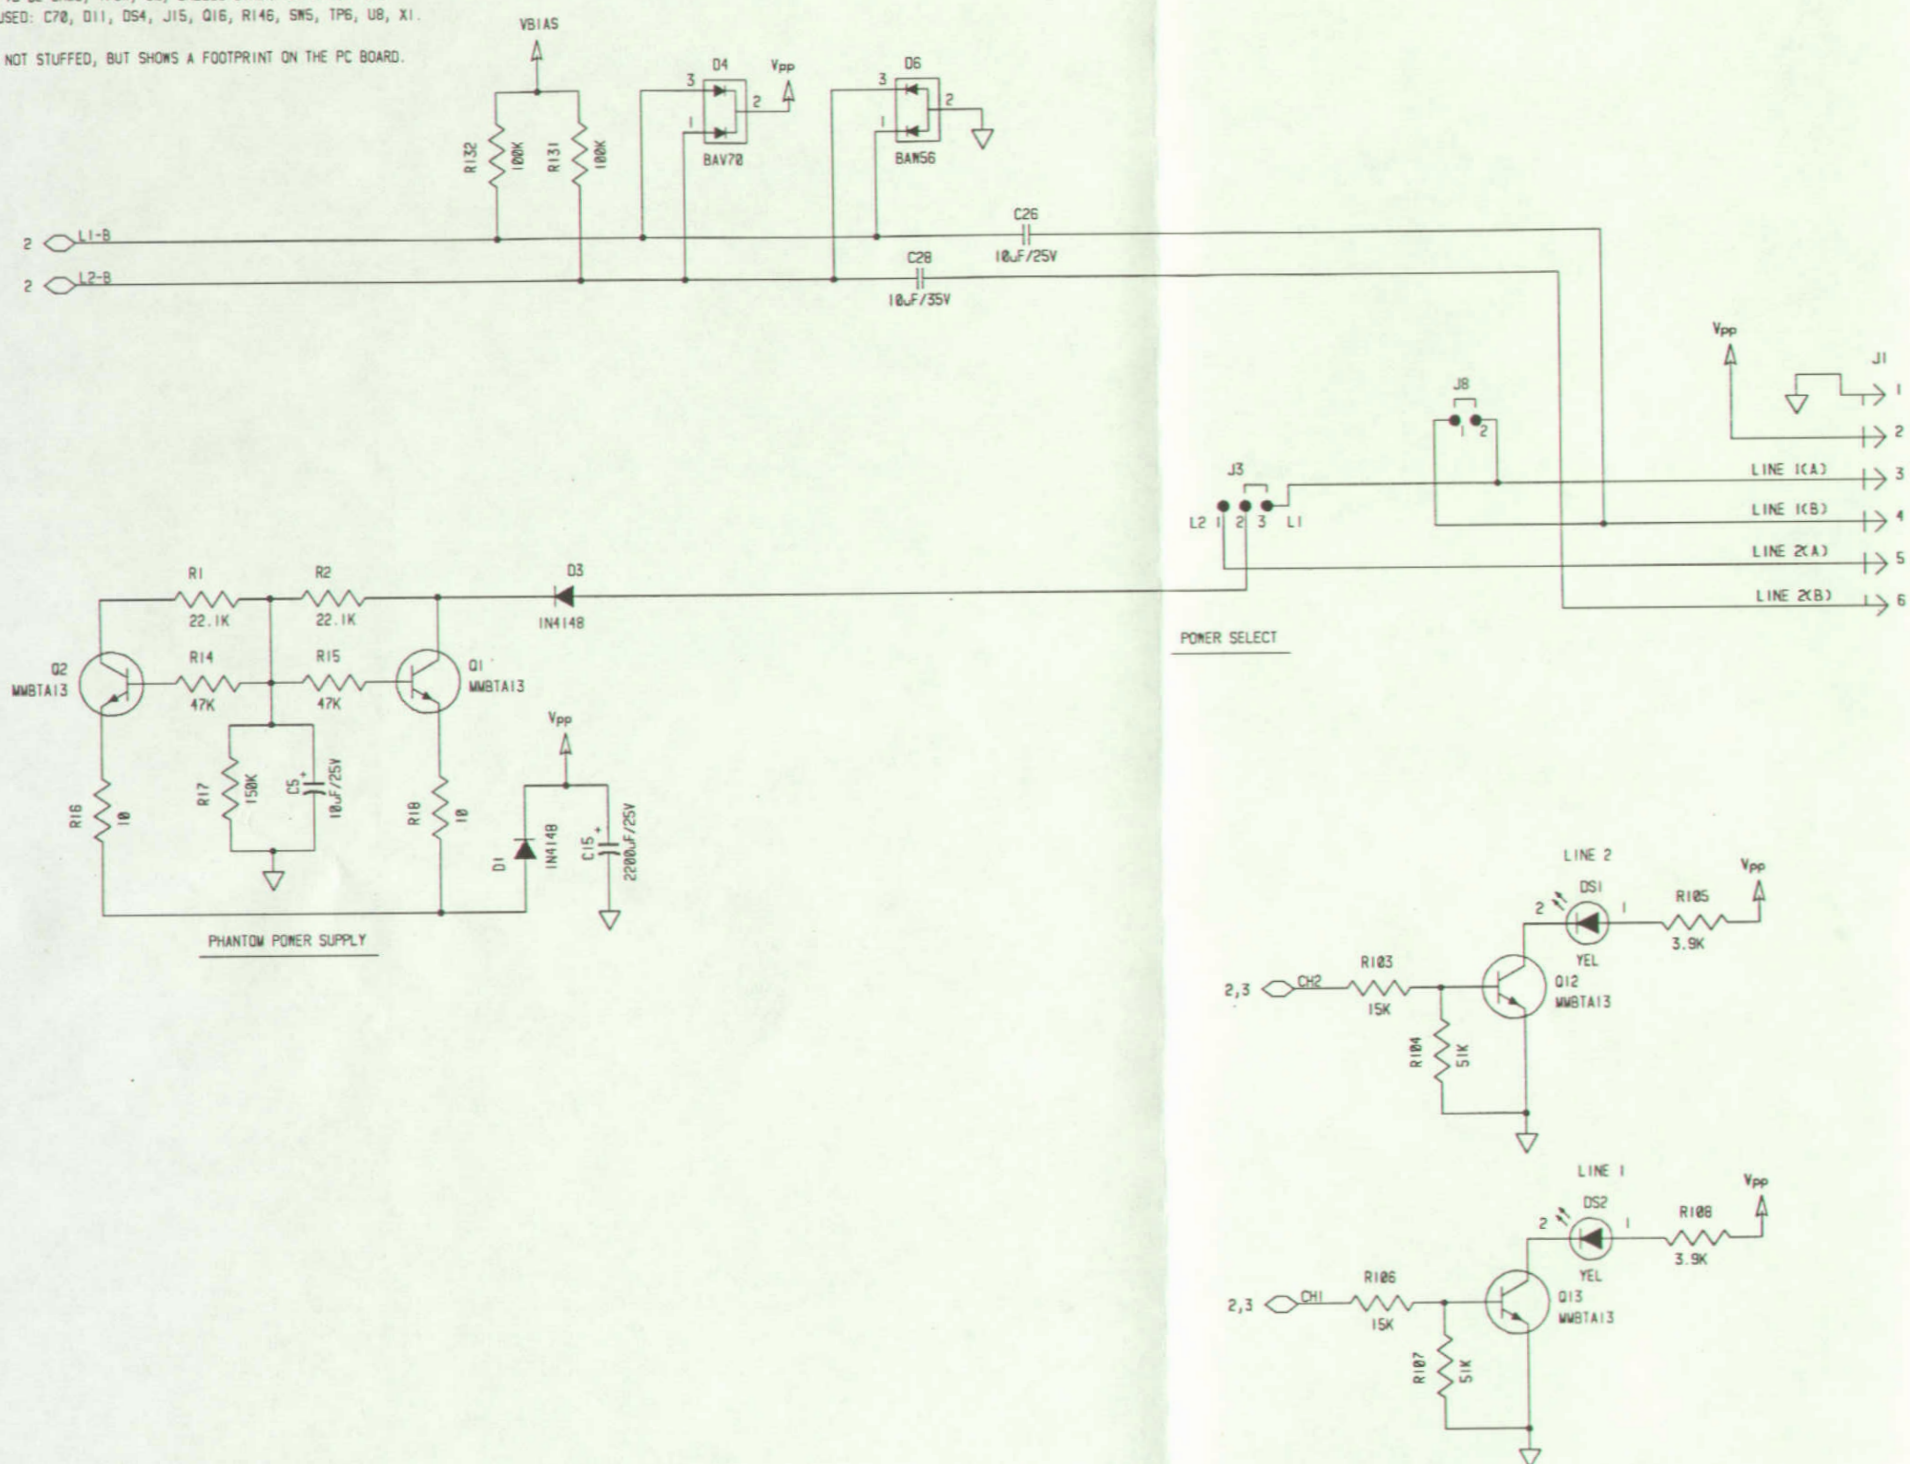 USED: C70, D11, DS4, J15, Q16, R146, SW5, TP6, U8, X1.
NOT STUFFED, BUT SHOWS A FOOTPRINT ON THE PC BOARD.
VBIAS
R132
100K
R131
100K
D4
3
1
2
Vpp
BAV70
D6
3
1
2
BAW56
2 L1-B
2 L2-B
C26
10uF/25V
C28
10uF/35V
Vpp
J1
1
2
LINE 1(A) 3
LINE 1(B) 4
LINE 2(A) 5
LINE 2(B) 6
J8
1 2
J3
L2 1 2 3 L1
POWER SELECT
R1
22.1K
R2
22.1K
D3
1N4148
Q2
MMBTA13
R14
47K
R15
47K
Q1
MMBTA13
R16
10
R17
150K
C5 +
10uF/25V
R18
10
Vpp
D1
1N4148
C15 +
2200uF/25V
PHANTOM POWER SUPPLY
LINE 2
DS1
2 1
YEL
R105
3.9K
Vpp
2,3 CH2
R103
15K
Q12
MMBTA13
R104
51K
LINE 1
DS2
2 1
YEL
R108
3.9K
Vpp
2,3 CH1
R106
15K
Q13
MMBTA13
R107
51K